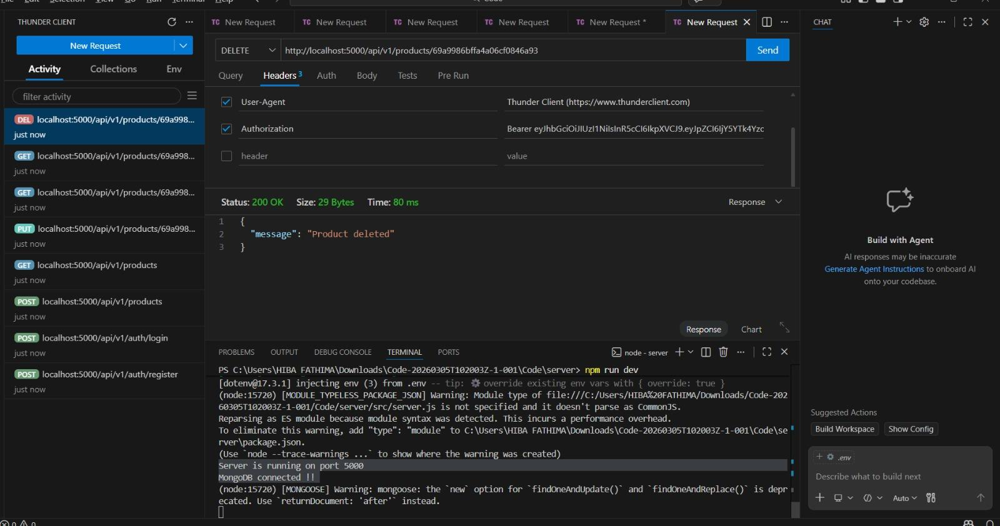 THUNDER CLIENT
New Request
Activity
Collections
Env
filter activity
DEL localhost:5000/api/v1/products/69a998...
just now
GET localhost:5000/api/v1/products/69a998...
just now
GET localhost:5000/api/v1/products/69a998...
just now
PUT localhost:5000/api/v1/products/69a998...
just now
GET localhost:5000/api/v1/products
just now
POST localhost:5000/api/v1/products
just now
POST localhost:5000/api/v1/auth/login
just now
POST localhost:5000/api/v1/auth/register
just now
TC New Request TC New Request TC New Request TC New Request TC New Request * TC New Request
DELETE http://localhost:5000/api/v1/products/69a9986bffa4a06cf0846a93 Send
Query Headers 3 Auth Body Tests Pre Run
User-Agent Thunder Client (https://www.thunderclient.com)
Authorization Bearer eyJhbGciOiJIUzI1NiIsInR5cCI6IkpXVCJ9.eyJpZCI6IjY5YTk4Yzc
header value
Status: 200 OK Size: 29 Bytes Time: 80 ms Response
1 {
2 "message": "Product deleted"
3 }
Response Chart
PROBLEMS OUTPUT DEBUG CONSOLE TERMINAL PORTS node - server
PS C:\Users\HIBA FATHIMA\Downloads\Code-20260305T102003Z-1-001\Code\server> npm run dev
[dotenv@17.3.1] injecting env (3) from .env -- tip: ⚙ override existing env vars with { override: true }
(node:15720) [MODULE_TYPELESS_PACKAGE_JSON] Warning: Module type of file:///C:/Users/HIBA%20FATHIMA/Downloads/Code-202
60305T102003Z-1-001/Code/server/src/server.js is not specified and it doesn't parse as CommonJS.
Reparsing as ES module because module syntax was detected. This incurs a performance overhead.
To eliminate this warning, add "type": "module" to C:\Users\HIBA FATHIMA\Downloads\Code-20260305T102003Z-1-001\Code\se
rver\package.json.
(Use `node --trace-warnings ...` to show where the warning was created)
Server is running on port 5000
MongoDB connected !!
(node:15720) [MONGOOSE] Warning: mongoose: the `new` option for `findOneAndUpdate()` and `findOneAndReplace()` is depr
ecated. Use `returnDocument: 'after'` instead.
CHAT
Build with Agent
AI responses may be inaccurate
Generate Agent Instructions to onboard AI
onto your codebase.
Suggested Actions
Build Workspace Show Config
.env
Describe what to build next
Auto